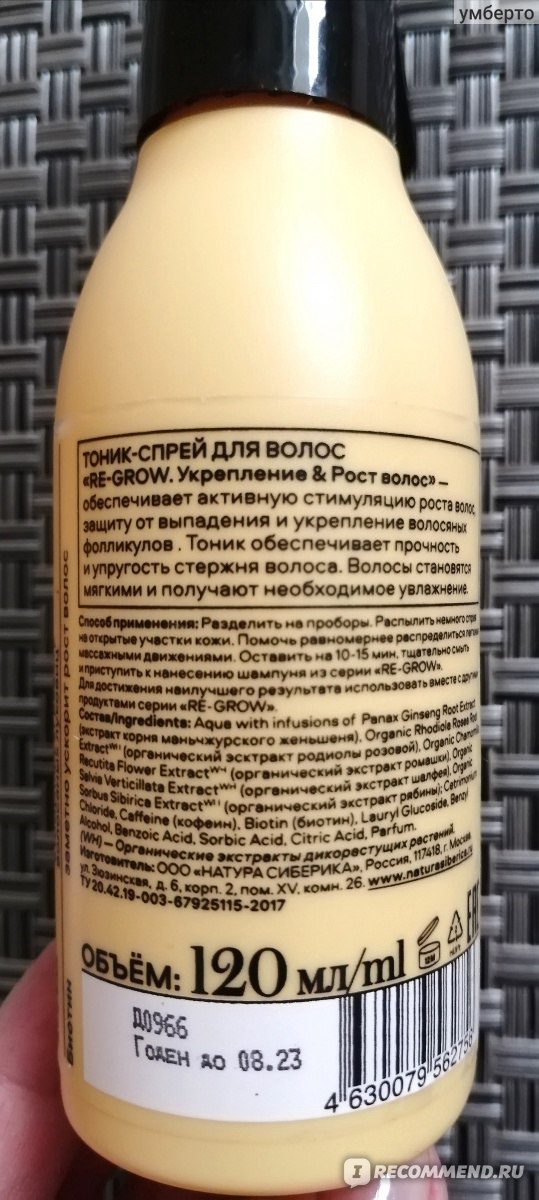 умберто
ТОНИК-СПРЕЙ ДЛЯ ВОЛОС
«RE-GROW. Укрепление & Рост волос» —
обеспечивает активную стимуляцию роста волос,
защиту от выпадения и укрепление волосяных
фолликулов . Тоник обеспечивает прочность
и упругость стержня волоса. Волосы становятся
мягкими и получают необходимое увлажнение.
Способ применения: Разделить на проборы. Распылить немного спрея
на открытые участки кожи. Помочь равномернее распределиться легкими
массажными движениями. Оставить на 10-15 мин, тщательно смыть
и приступить к нанесению шампуня из серии «RE-GROW».
Для достижения наилучшего результата использовать вместе с другими
продуктами серии «RE-GROW».
Состав/Ingredients: Aqua with infusions of Panax Ginseng Root Extract
(экстракт корня маньчжурского женьшеня), Organic Rhodiola Rosea Root
Extract (органический эсктракт родиолы розовой), Organic Chamomilla
Recutita Flower Extract (органический экстракт ромашки), Organic
Salvia Verticillata Extract (органический экстракт шалфея), Organic
Sorbus Sibirica Extract (органический экстракт рябины); Cetrimonium
Chloride, Caffeine (кофеин), Biotin (биотин), Lauryl Glucoside, Benzyl
Alcohol, Benzoic Acid, Sorbic Acid, Citric Acid, Parfum.
(WH) — Органические экстракты дикорастущих растений.
Изготовитель: ООО «НАТУРА СИБЕРИКА», Россия, 117418, г. Москва,
ул. Зюзинская, д. 6, корп. 2, пом. XV. комн. 26. www.naturasiberica.ru
ТУ 20.42.19-003-67925115-2017
ОБЪЁМ: 120 мл/ml
12M
EAC
Д0966
Годен до 08.23
4 630079 562756
заметно ускорит рост волос
Биотин
IRECOMMEND.RU